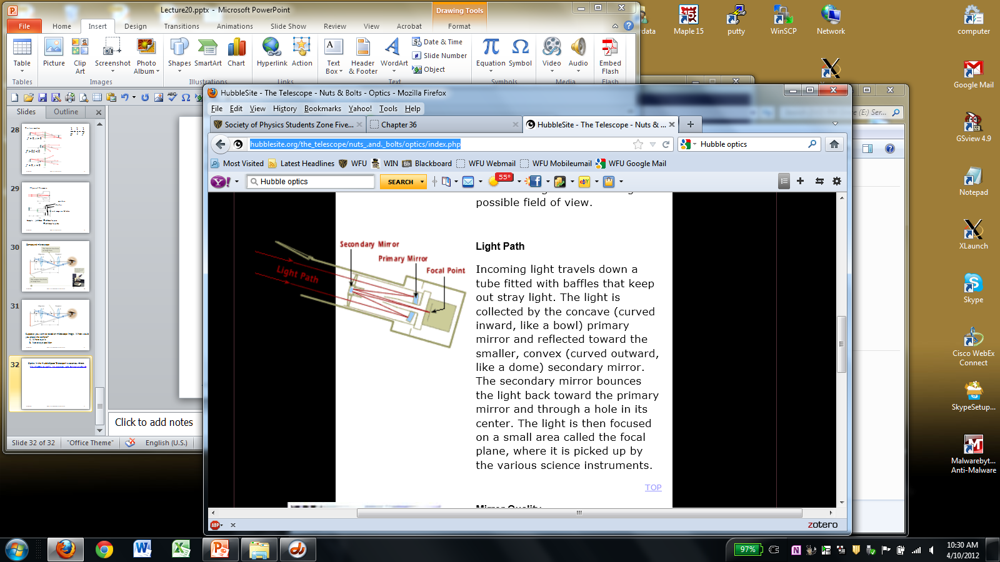 Lecture20.pptx - Microsoft PowerPoint
Drawing Tools
File Home Insert Design Transitions Animations Slide Show Review View Acrobat Format
Table Picture Clip Art Screenshot Photo Album Shapes SmartArt Chart Hyperlink Action Text Box Header & Footer WordArt Date & Time Slide Number Object Equation Symbol Video Audio Embed Flash
Tables Images Illustrations Links Text Symbols Media Flash
Slides Outline
28
29
30
31
32
Click to add notes
Slide 32 of 32 "Office Theme" English (U.S.)
HubbleSite - The Telescope - Nuts & Bolts - Optics - Mozilla Firefox
File Edit View History Bookmarks Yahoo! Tools Help
Society of Physics Students Zone Five... Chapter 36 HubbleSite - The Telescope - Nuts & ...
hubblesite.org/the_telescope/nuts_.and._bolts/optics/index.php
Hubble optics
Most Visited Latest Headlines WFU WIN Blackboard WFU Webmail WFU Mobileumail WFU Google Mail
Y! Hubble optics SEARCH 55°
possible field of view.
Secondary Mirror
Primary Mirror
Focal Point
Light Path
Light Path
Incoming light travels down a
tube fitted with baffles that keep
out stray light. The light is
collected by the concave (curved
inward, like a bowl) primary
mirror and reflected toward the
smaller, convex (curved outward,
like a dome) secondary mirror.
The secondary mirror bounces
the light back toward the primary
mirror and through a hole in its
center. The light is then focused
on a small area called the focal
plane, where it is picked up by
the various science instruments.
TOP
Mirror Quality
ABP
zotero
Maple 15
putty
WinSCP
Network
computer
Google Mail
GSview 4.9
Notepad
XLaunch
Skype
Cisco WebEx
Connect
SkypeSetup...
Malwarebyt...
Anti-Malware
97%
10:30 AM
4/10/2012